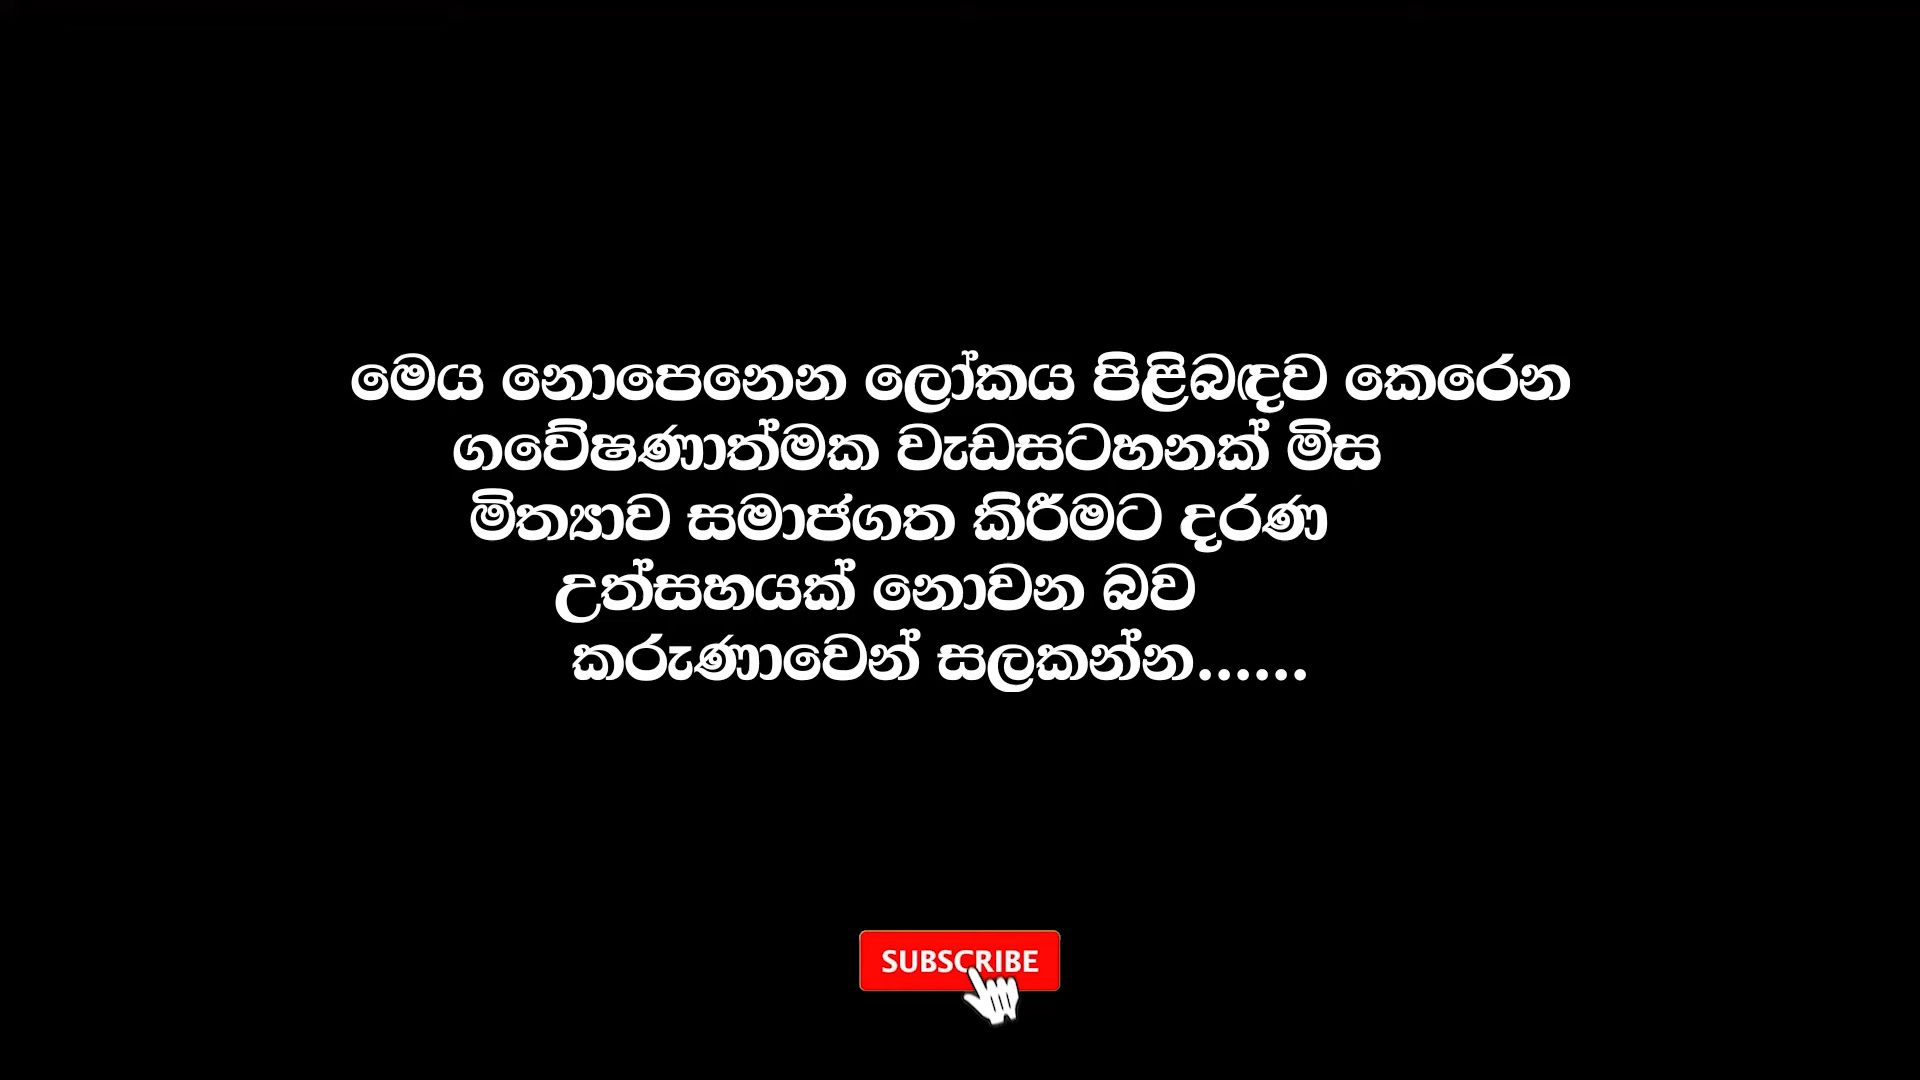 මෙය නොපෙනෙන ලෝකය පිළිබඳව කෙරෙන
ගවේෂණාත්මක වැඩසටහනක් මිස
මිත්‍යාව සමාජගත කිරීමට දරණ
උත්සහයක් නොවන බව
කරුණාවෙන් සලකන්න......
SUBSCRIBE